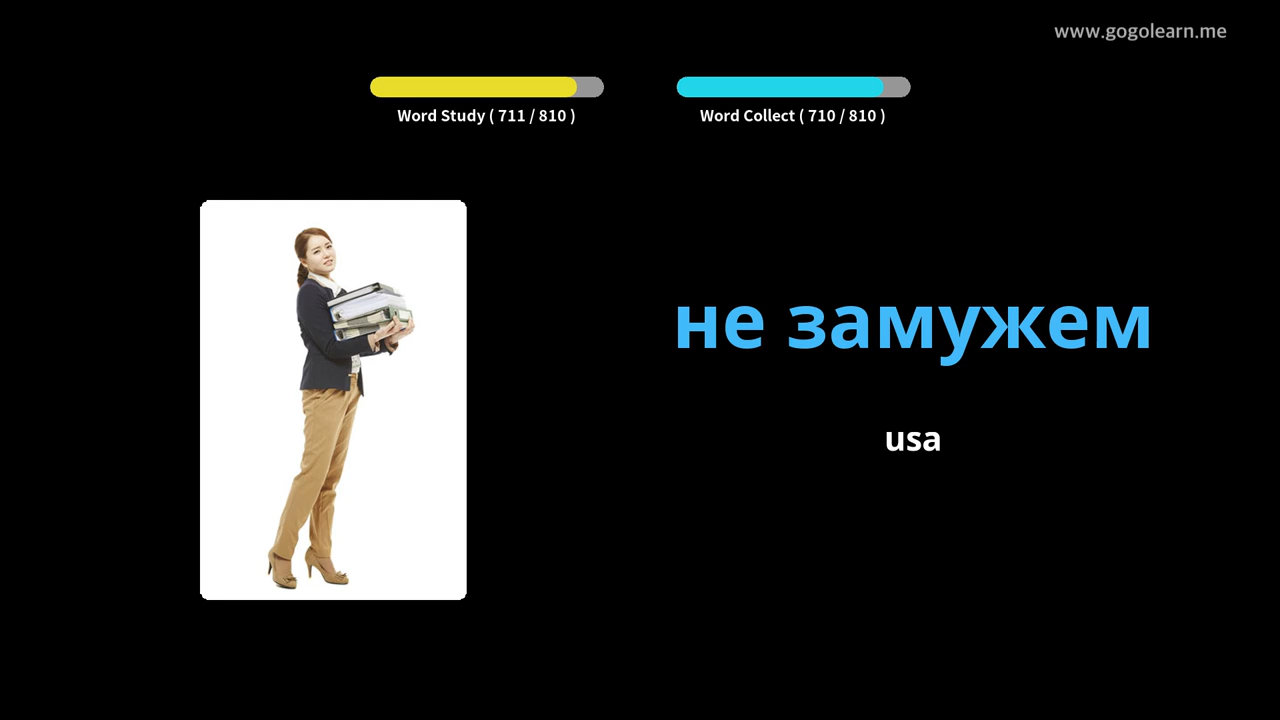 www.gogolearn.me
Word Study ( 711 / 810 )
Word Collect ( 710 / 810 )
не замужем
usa